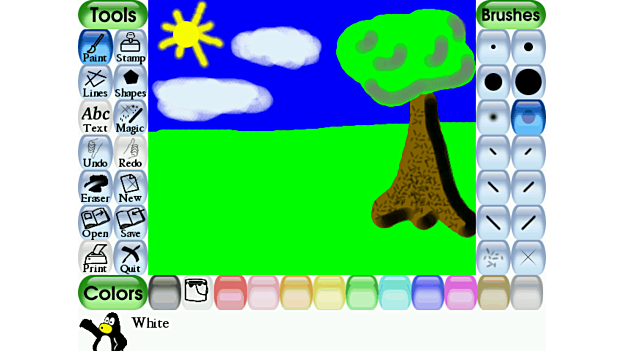 Tools
Brushes
Paint
Stamp
Lines
Shapes
Abc
Text
Magic
Undo
Redo
Eraser
New
Open
Save
Print
Quit
Colors
White